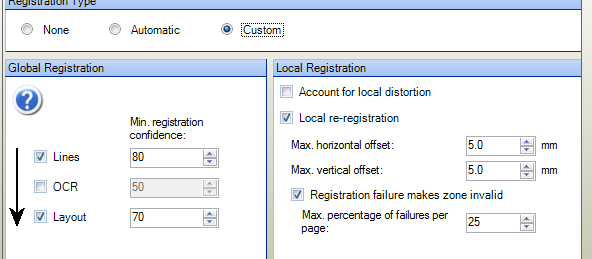 Registration Type
None Automatic Custom
Global Registration
Min. registration
confidence:
Lines 80
OCR 50
Layout 70
Local Registration
Account for local distortion
Local re-registration
Max. horizontal offset: 5.0 mm
Max. vertical offset: 5.0 mm
Registration failure makes zone invalid
Max. percentage of failures per
page: 25